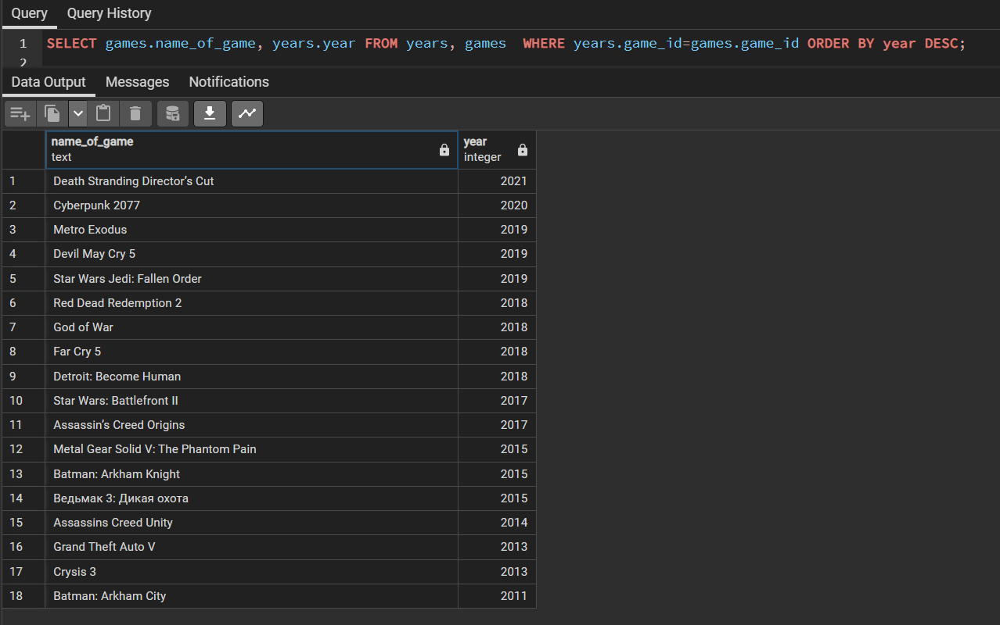 Query Query History
1 SELECT games.name_of_game, years.year FROM years, games  WHERE years.game_id=games.game_id ORDER BY year DESC;
2
Data Output Messages Notifications
name_of_game year
text integer
1 Death Stranding Director’s Cut 2021
2 Cyberpunk 2077 2020
3 Metro Exodus 2019
4 Devil May Cry 5 2019
5 Star Wars Jedi: Fallen Order 2019
6 Red Dead Redemption 2 2018
7 God of War 2018
8 Far Cry 5 2018
9 Detroit: Become Human 2018
10 Star Wars: Battlefront II 2017
11 Assassin’s Creed Origins 2017
12 Metal Gear Solid V: The Phantom Pain 2015
13 Batman: Arkham Knight 2015
14 Ведьмак 3: Дикая охота 2015
15 Assassins Creed Unity 2014
16 Grand Theft Auto V 2013
17 Crysis 3 2013
18 Batman: Arkham City 2011